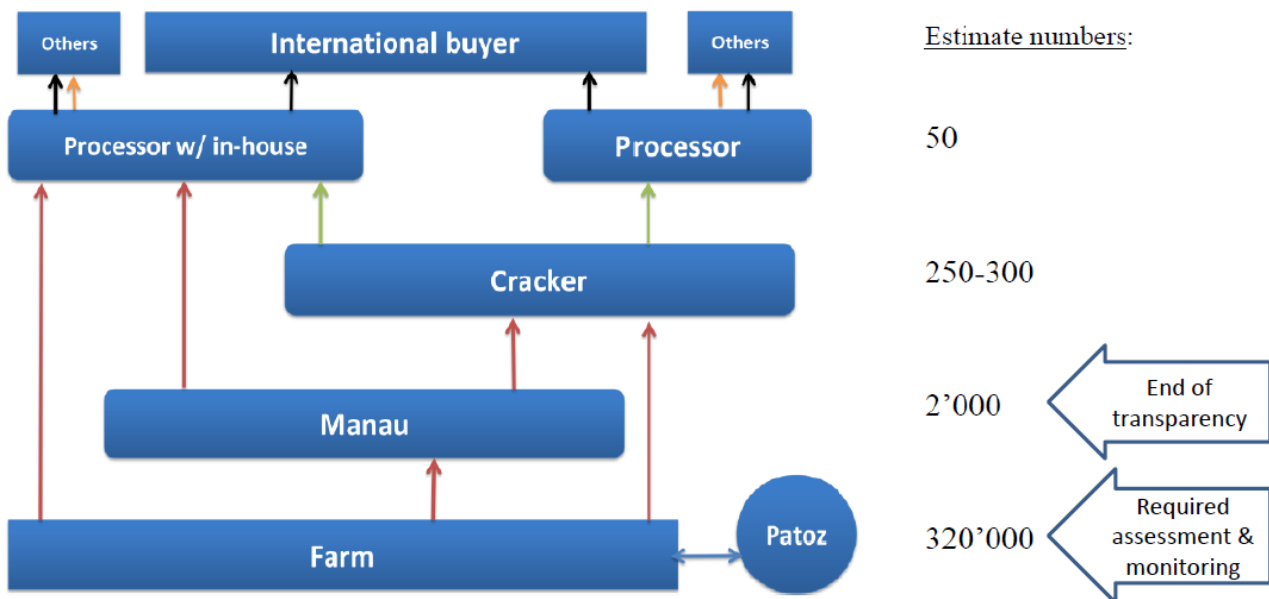 Others
International buyer
Others
Estimate numbers:
Processor w/ in-house
Processor
50
Cracker
250-300
Manau
2’000
End of
transparency
Farm
Patoz
320’000
Required
assessment &
monitoring